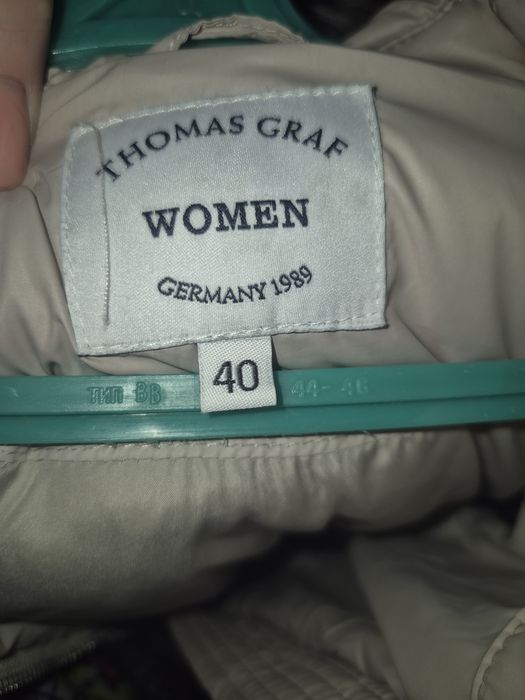 THOMAS GRAF
WOMEN
GERMANY 1989
40
тип ВВ
44-46